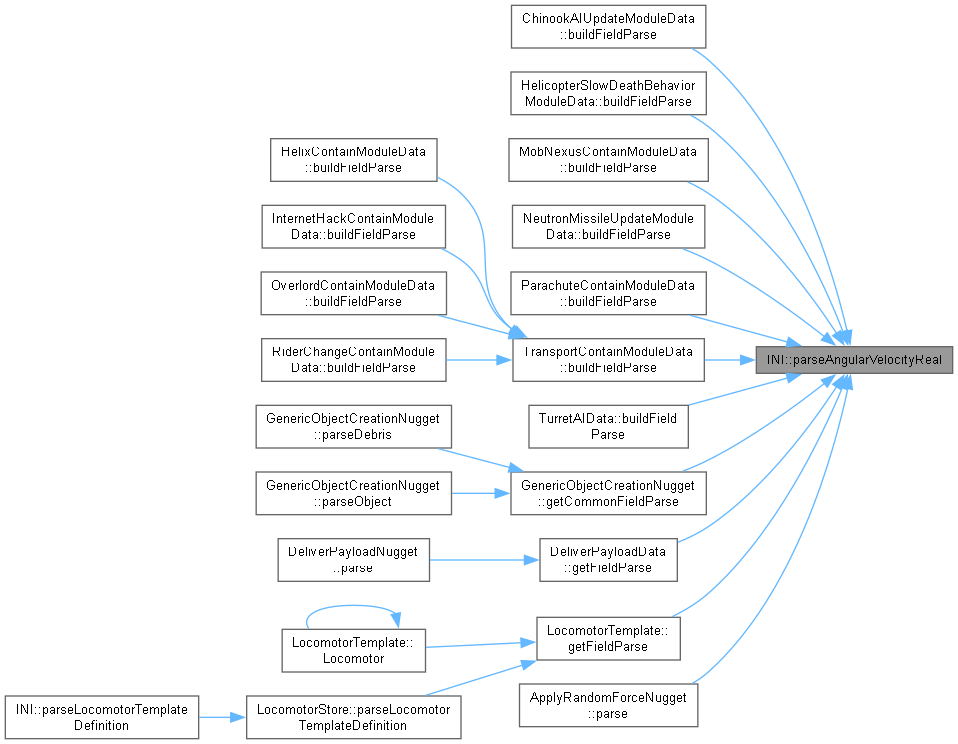 ChinookAIUpdateModuleData
::buildFieldParse
HelicopterSlowDeathBehavior
ModuleData::buildFieldParse
MobNexusContainModuleData
::buildFieldParse
HelixContainModuleData
::buildFieldParse
NeutronMissileUpdateModule
Data::buildFieldParse
InternetHackContainModule
Data::buildFieldParse
ParachuteContainModuleData
::buildFieldParse
OverlordContainModuleData
::buildFieldParse
TransportContainModuleData
::buildFieldParse
RiderChangeContainModule
Data::buildFieldParse
INI::parseAngularVelocityReal
TurretAIData::buildField
Parse
GenericObjectCreationNugget
::parseDebris
GenericObjectCreationNugget
::parseObject
GenericObjectCreationNugget
::getCommonFieldParse
DeliverPayloadNugget
::parse
DeliverPayloadData
::getFieldParse
LocomotorTemplate::
Locomotor
LocomotorTemplate::
getFieldParse
ApplyRandomForceNugget
::parse
INI::parseLocomotorTemplate
Definition
LocomotorStore::parseLocomotor
TemplateDefinition